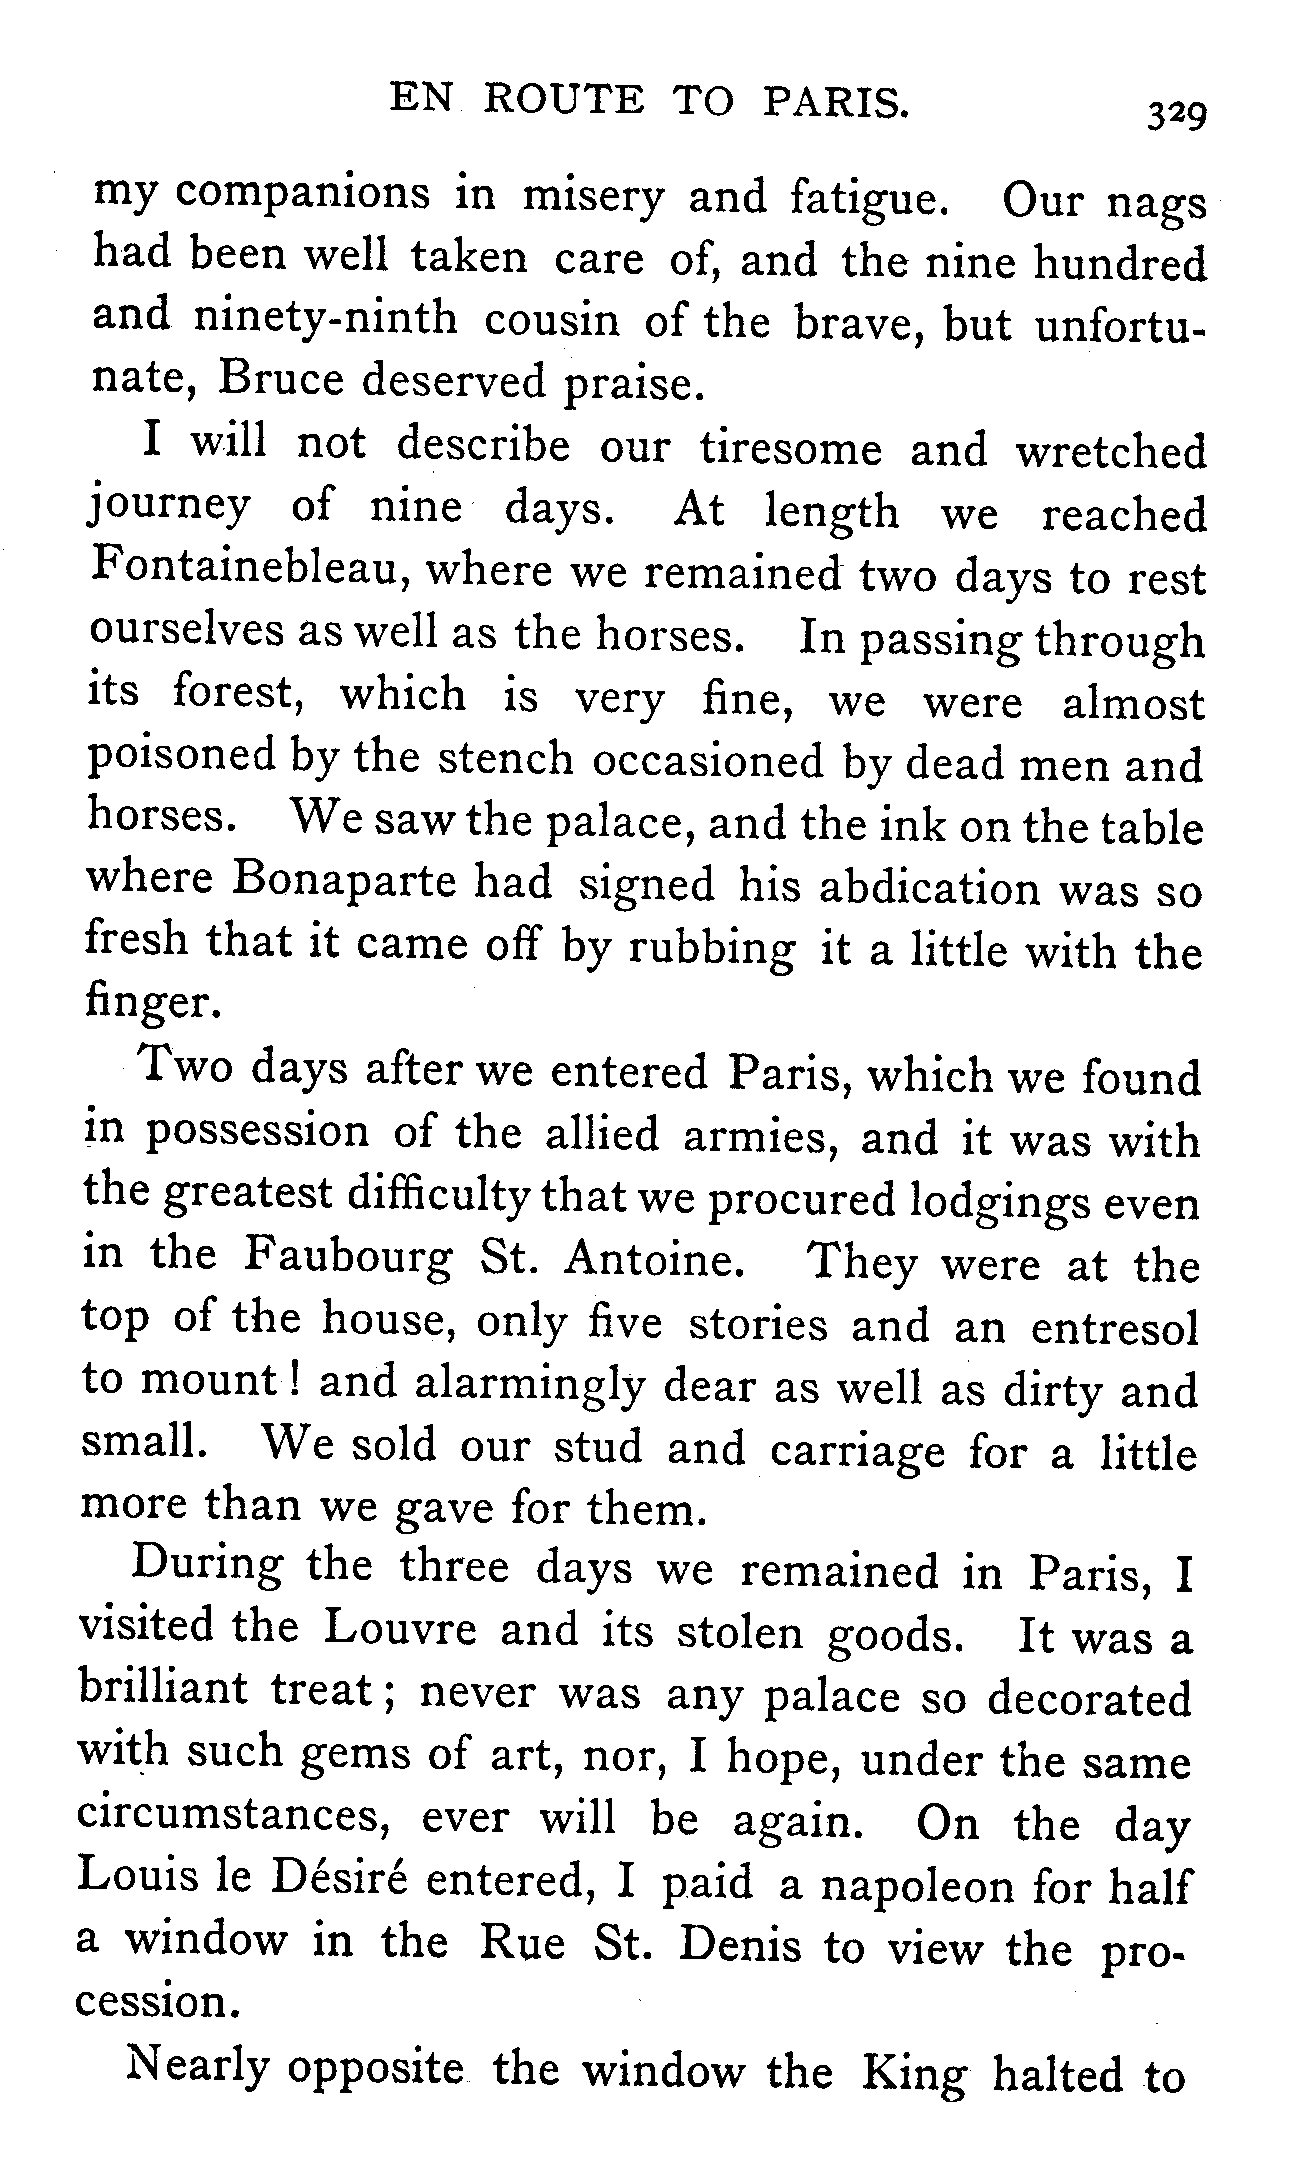 EN ROUTE TO PARIS. 329
my companions in misery and fatigue. Our nags
had been well taken care of, and the nine hundred
and ninety-ninth cousin of the brave, but unfortu-
nate, Bruce deserved praise.
I will not describe our tiresome and wretched
journey of nine days. At length we reached
Fontainebleau, where we remained two days to rest
ourselves as well as the horses. In passing through
its forest, which is very fine, we were almost
poisoned by the stench occasioned by dead men and
horses. We saw the palace, and the ink on the table
where Bonaparte had signed his abdication was so
fresh that it came off by rubbing it a little with the
finger.
Two days after we entered Paris, which we found
in possession of the allied armies, and it was with
the greatest difficulty that we procured lodgings even
in the Faubourg St. Antoine. They were at the
top of the house, only five stories and an entresol
to mount! and alarmingly dear as well as dirty and
small. We sold our stud and carriage for a little
more than we gave for them.
During the three days we remained in Paris, I
visited the Louvre and its stolen goods. It was a
brilliant treat; never was any palace so decorated
with such gems of art, nor, I hope, under the same
circumstances, ever will be again. On the day
Louis le Désiré entered, I paid a napoleon for half
a window in the Rue St. Denis to view the pro-
cession.
Nearly opposite the window the King halted to